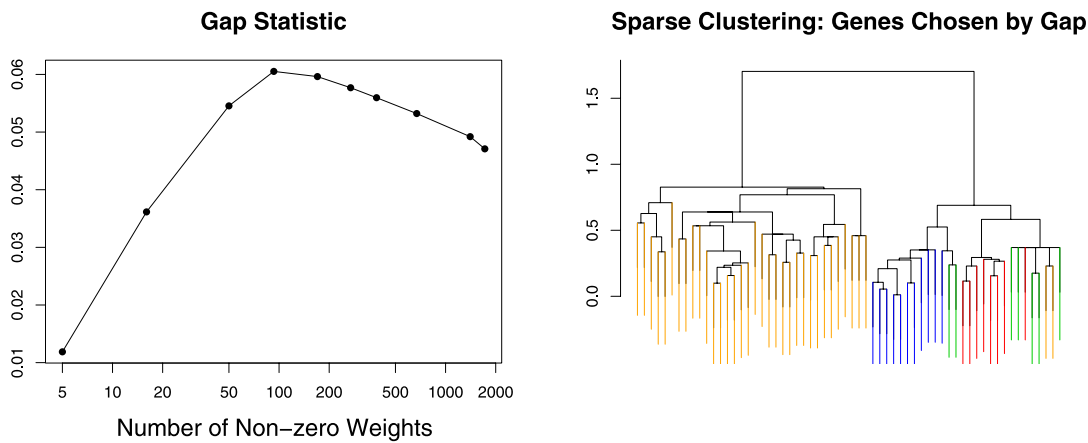 Gap Statistic
0.06
0.05
0.04
0.03
0.02
0.01
5 10 20 50 100 200 500 1000 2000
Number of Non−zero Weights
Sparse Clustering: Genes Chosen by Gap
1.5
1.0
0.5
0.0